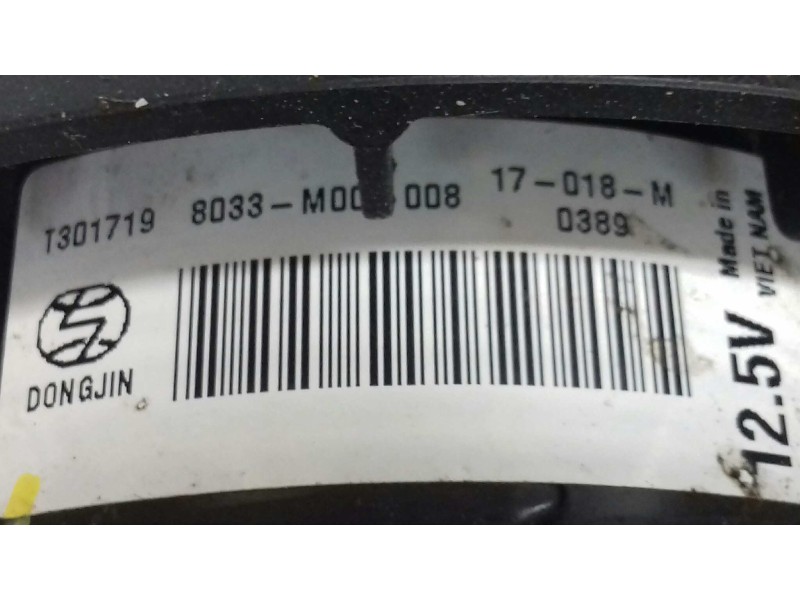 T301719 8033-M00 008 17-018-M
0389
DONGJIN
12.5V
Made in
VIET NAM